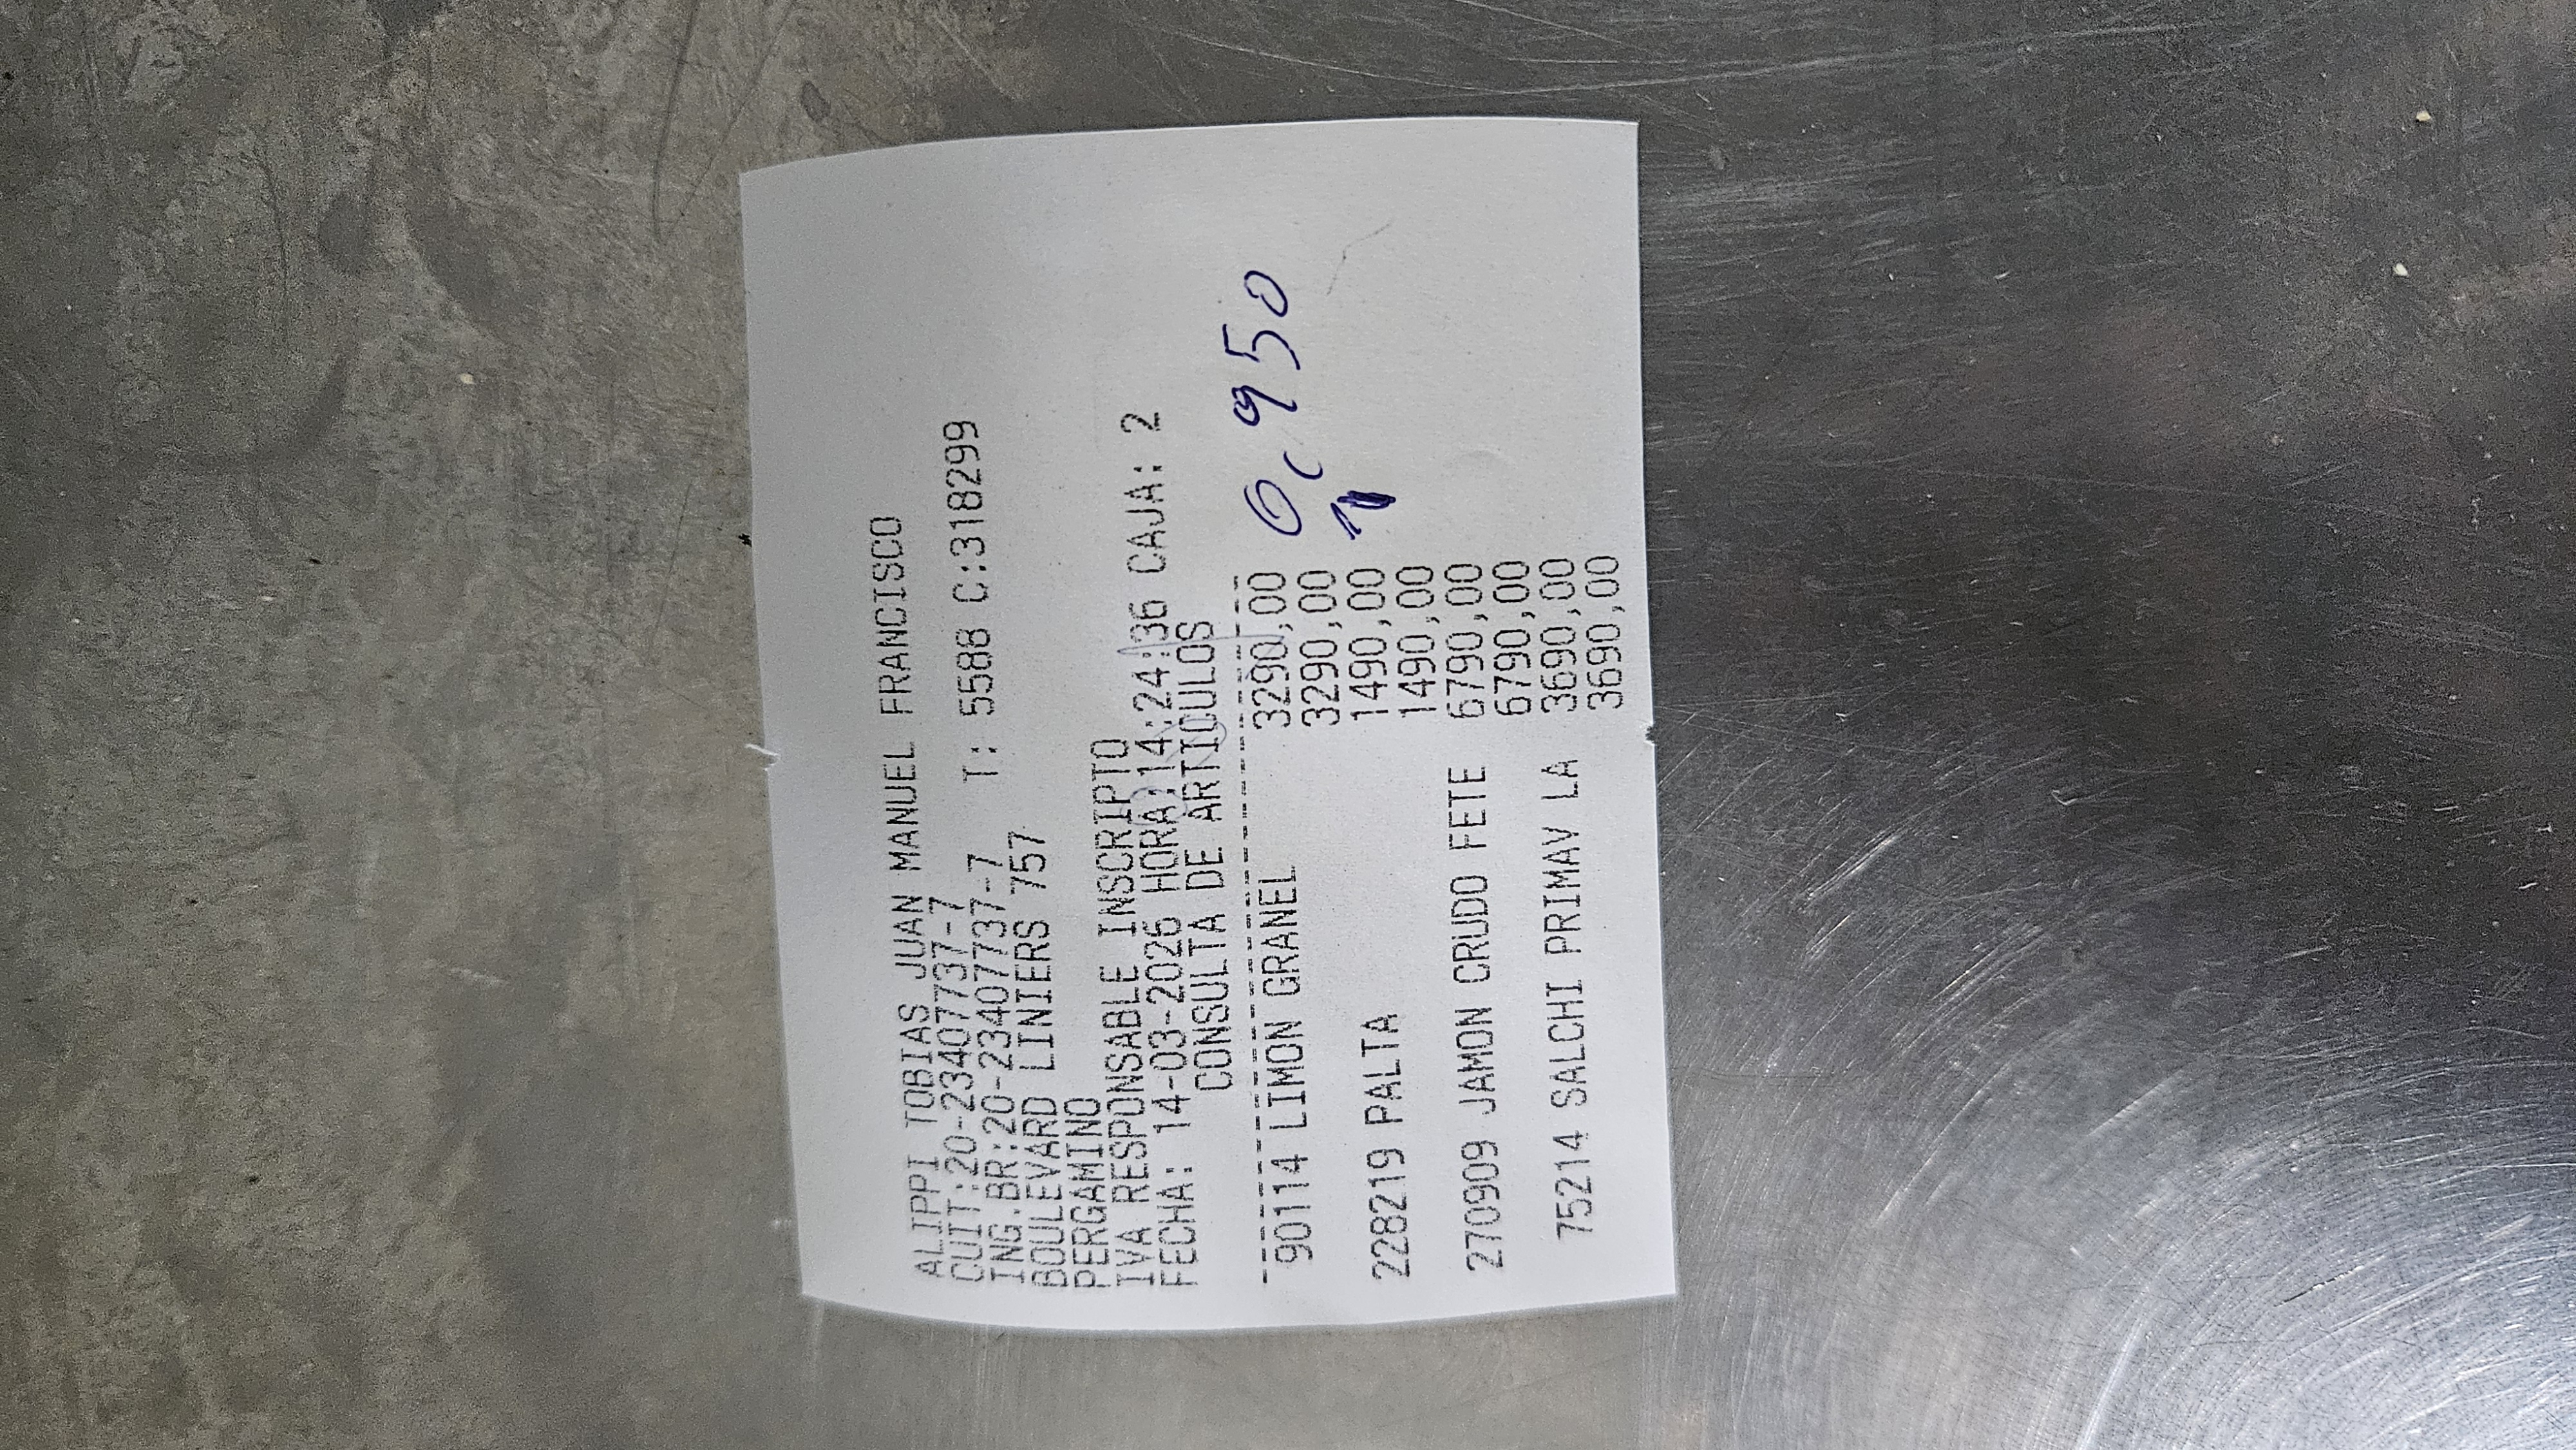 ALIPPI TOBIAS JUAN MANUEL FRANCISCO
CUIT:20-23407737-7
ING.BR:20-23407737-7 T: 5588 C:318299
BOULEVARD LINIERS 757
PERGAMINO
IVA RESPONSABLE INSCRIPTO
FECHA: 14-03-2026 HORA:14:24:36 CAJA: 2
CONSULTA DE ARTICULOS
90114 LIMON GRANEL 3290,00 0,950
3290,00
228219 PALTA 1490,00
1490,00
270909 JAMON CRUDO FETE 6790,00
6790,00
75214 SALCHI PRIMAV LA 3690,00
3690,00